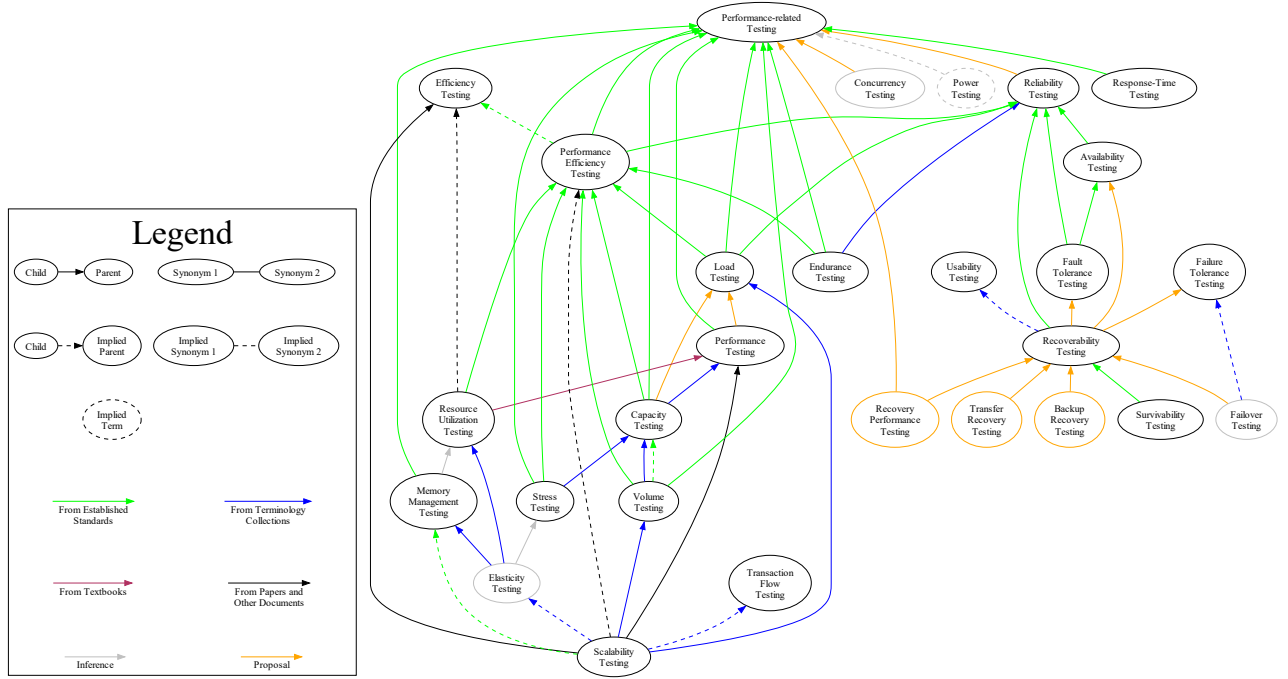 Performance-related
Testing
Efficiency
Testing
Concurrency
Testing
Power
Testing
Reliability
Testing
Response-Time
Testing
Performance
Efficiency
Testing
Availability
Testing
Legend
Child
Parent
Synonym 1
Synonym 2
Load
Testing
Endurance
Testing
Usability
Testing
Fault
Tolerance
Testing
Failure
Tolerance
Testing
Child
Implied
Parent
Implied
Synonym 1
Implied
Synonym 2
Performance
Testing
Recoverability
Testing
Implied
Term
Resource
Utilization
Testing
Capacity
Testing
Recovery
Performance
Testing
Transfer
Recovery
Testing
Backup
Recovery
Testing
Survivability
Testing
Failover
Testing
From Established
Standards
From Terminology
Collections
Memory
Management
Testing
Stress
Testing
Volume
Testing
From Textbooks
From Papers and
Other Documents
Elasticity
Testing
Transaction
Flow
Testing
Inference
Proposal
Scalability
Testing